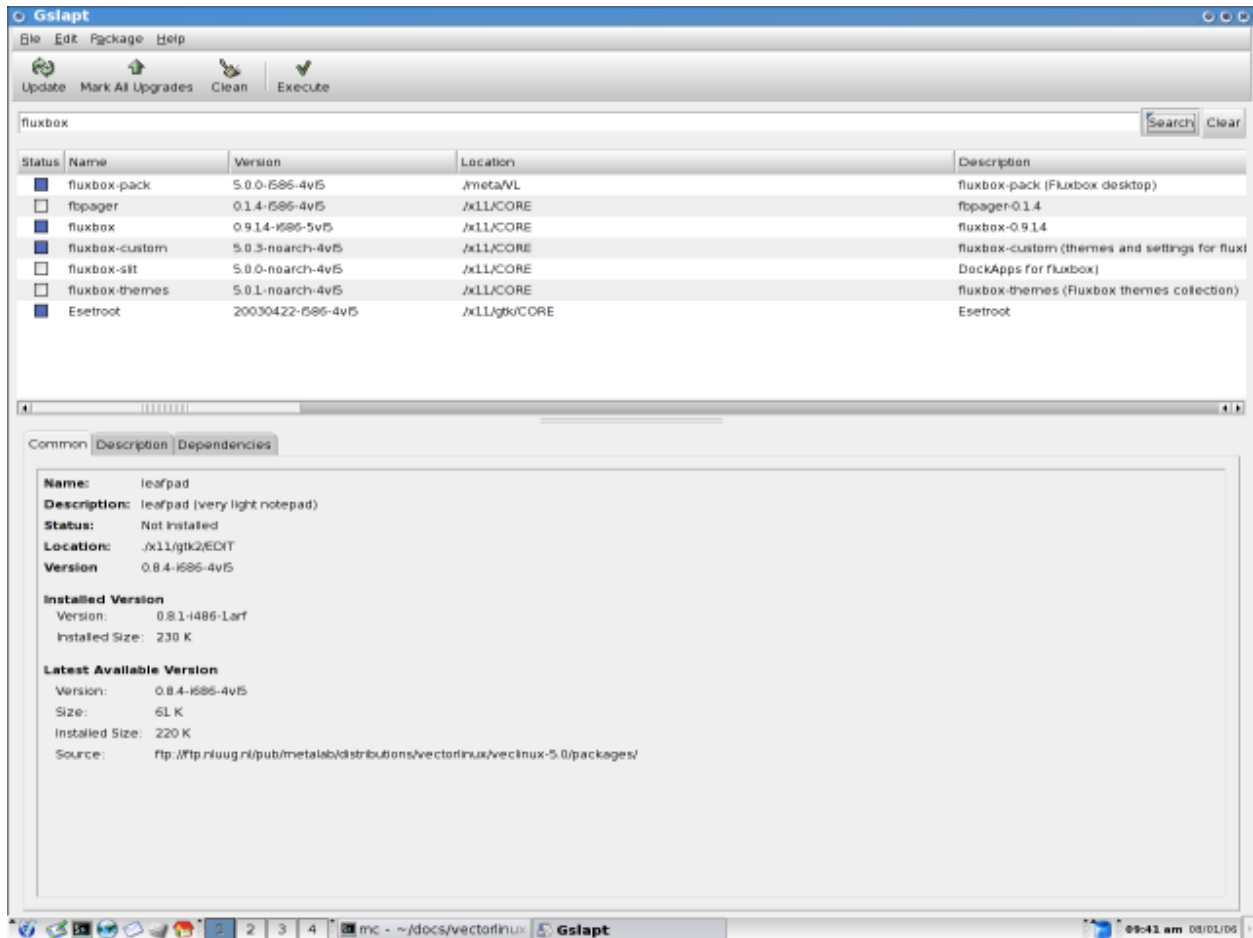 Gslapt
File Edit Package Help
Update Mark All Upgrades Clean Execute
fluxbox Search Clear
Status Name Version Location Description
fluxbox-pack 5.0.0-i586-4vl5 ./meta/VL fluxbox-pack (Fluxbox desktop)
fbpager 0.1.4-i586-4vl5 ./x11/CORE fbpager-0.1.4
fluxbox 0.9.14-i686-5vl5 ./x11/CORE fluxbox-0.9.14
fluxbox-custom 5.0.3-noarch-4vl5 ./x11/CORE fluxbox-custom (themes and settings for fluxl
fluxbox-slit 5.0.0-noarch-4vl5 ./x11/CORE DockApps for fluxbox)
fluxbox-themes 5.0.1-noarch-4vl5 ./x11/CORE fluxbox-themes (Fluxbox themes collection)
Esetroot 20030422-i586-4vl5 ./x11/gtk/CORE Esetroot
Common Description Dependencies
Name: leafpad
Description: leafpad (very light notepad)
Status: Not Installed
Location: ./x11/gtk2/EDIT
Version 0.8.4-i686-4vl5
Installed Version
Version: 0.8.1-i486-1arf
Installed Size: 230 K
Latest Available Version
Version: 0.8.4-i686-4vl5
Size: 61 K
Installed Size: 220 K
Source: ftp://ftp.nluug.nl/pub/metalab/distributions/vectorlinux/veclinux-5.0/packages/
1 2 3 4 mc - ~/docs/vectorlinux Gslapt 09:41 am 08/01/06